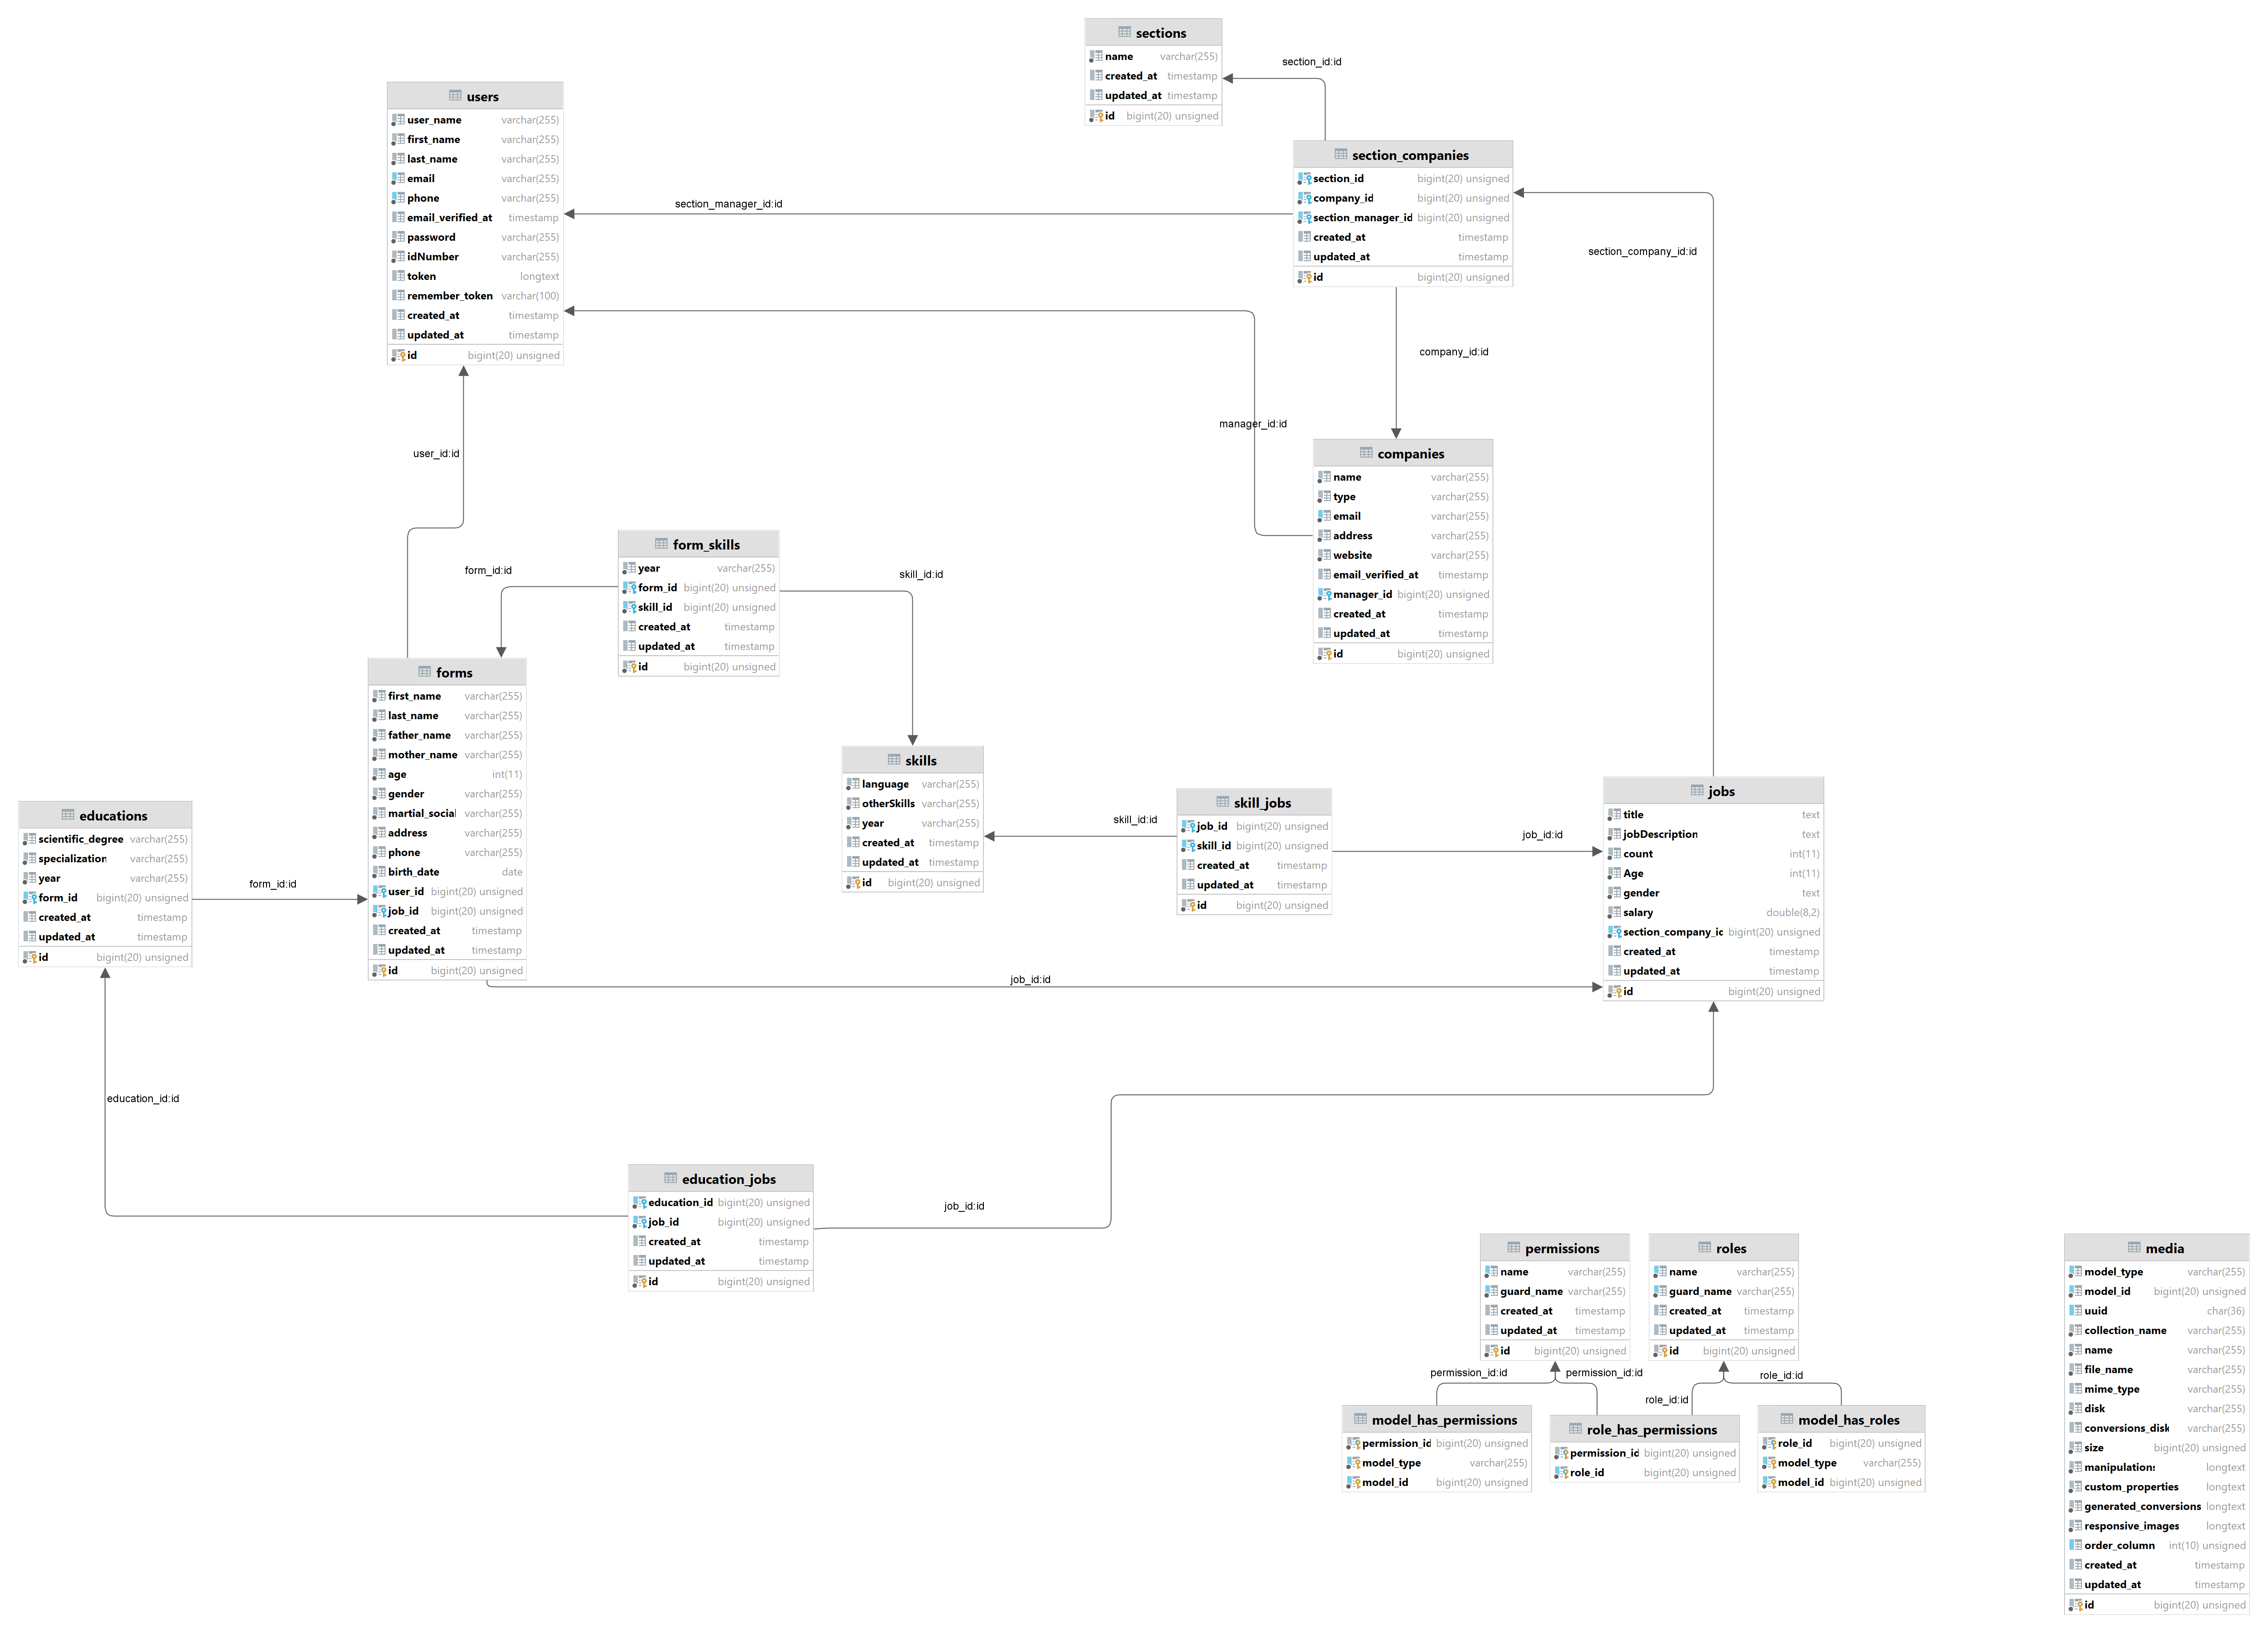 sections
name varchar(255)
created_at timestamp
updated_at timestamp
id bigint(20) unsigned
section_id:id
users
user_name varchar(255)
first_name varchar(255)
last_name varchar(255)
email varchar(255)
phone varchar(255)
email_verified_at timestamp
password varchar(255)
idNumber varchar(255)
token longtext
remember_token varchar(100)
created_at timestamp
updated_at timestamp
id bigint(20) unsigned
section_companies
section_id bigint(20) unsigned
company_id bigint(20) unsigned
section_manager_id bigint(20) unsigned
created_at timestamp
updated_at timestamp
id bigint(20) unsigned
section_manager_id:id
section_company_id:id
company_id:id
manager_id:id
user_id:id
companies
name varchar(255)
type varchar(255)
email varchar(255)
address varchar(255)
website varchar(255)
email_verified_at timestamp
manager_id bigint(20) unsigned
created_at timestamp
updated_at timestamp
id bigint(20) unsigned
form_skills
year varchar(255)
form_id bigint(20) unsigned
skill_id bigint(20) unsigned
created_at timestamp
updated_at timestamp
id bigint(20) unsigned
form_id:id
skill_id:id
forms
first_name varchar(255)
last_name varchar(255)
father_name varchar(255)
mother_name varchar(255)
age int(11)
gender varchar(255)
martial_social varchar(255)
address varchar(255)
phone varchar(255)
birth_date date
user_id bigint(20) unsigned
job_id bigint(20) unsigned
created_at timestamp
updated_at timestamp
id bigint(20) unsigned
skills
language varchar(255)
otherSkills varchar(255)
year varchar(255)
created_at timestamp
updated_at timestamp
id bigint(20) unsigned
skill_jobs
job_id bigint(20) unsigned
skill_id bigint(20) unsigned
created_at timestamp
updated_at timestamp
id bigint(20) unsigned
skill_id:id
job_id:id
jobs
title text
jobDescription text
count int(11)
Age int(11)
gender text
salary double(8,2)
section_company_id bigint(20) unsigned
created_at timestamp
updated_at timestamp
id bigint(20) unsigned
educations
scientific_degree varchar(255)
specialization varchar(255)
year varchar(255)
form_id bigint(20) unsigned
created_at timestamp
updated_at timestamp
id bigint(20) unsigned
form_id:id
job_id:id
education_id:id
education_jobs
education_id bigint(20) unsigned
job_id bigint(20) unsigned
created_at timestamp
updated_at timestamp
id bigint(20) unsigned
job_id:id
permissions
name varchar(255)
guard_name varchar(255)
created_at timestamp
updated_at timestamp
id bigint(20) unsigned
roles
name varchar(255)
guard_name varchar(255)
created_at timestamp
updated_at timestamp
id bigint(20) unsigned
permission_id:id
permission_id:id
role_id:id
role_id:id
model_has_permissions
permission_id bigint(20) unsigned
model_type varchar(255)
model_id bigint(20) unsigned
role_has_permissions
permission_id bigint(20) unsigned
role_id bigint(20) unsigned
model_has_roles
role_id bigint(20) unsigned
model_type varchar(255)
model_id bigint(20) unsigned
media
model_type varchar(255)
model_id bigint(20) unsigned
uuid char(36)
collection_name varchar(255)
name varchar(255)
file_name varchar(255)
mime_type varchar(255)
disk varchar(255)
conversions_disk varchar(255)
size bigint(20) unsigned
manipulations longtext
custom_properties longtext
generated_conversions longtext
responsive_images longtext
order_column int(10) unsigned
created_at timestamp
updated_at timestamp
id bigint(20) unsigned